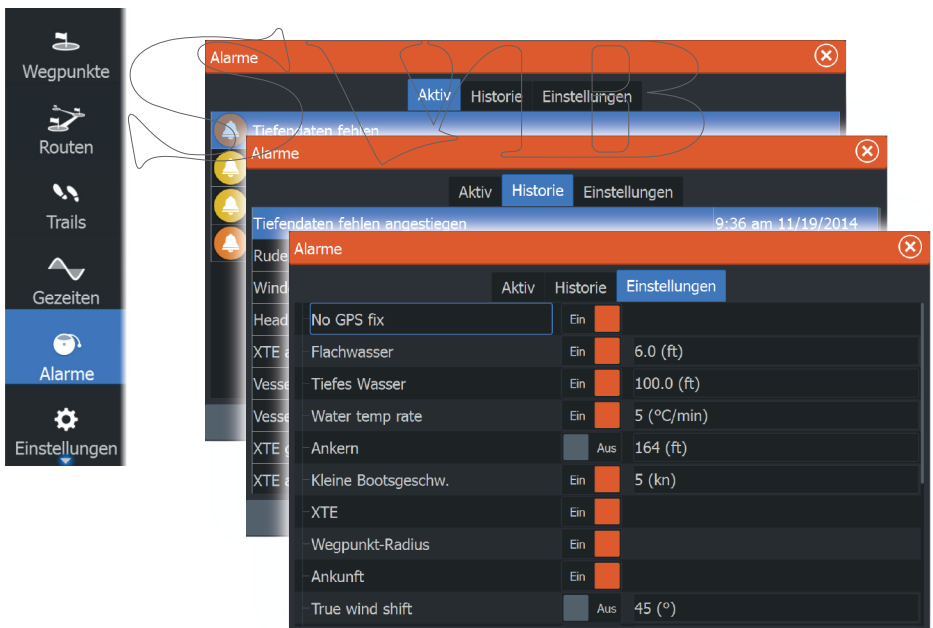 Wegpunkte
Routen
Trails
Gezeiten
Alarme
Einstellungen
Alarme
Aktiv Historie Einstellungen
Tiefendaten fehlen
Alarme
Aktiv Historie Einstellungen
Tiefendaten fehlen angestiegen 9:36 am 11/19/2014
Rude
Wind
Head
XTE
Vesse
Vesse
XTE
XTE
Alarme
Aktiv Historie Einstellungen
No GPS fix Ein
Flachwasser Ein 6.0 (ft)
Tiefes Wasser Ein 100.0 (ft)
Water temp rate Ein 5 (°C/min)
Ankern Aus 164 (ft)
Kleine Bootsgeschw. Ein 5 (kn)
XTE Ein
Wegpunkt-Radius Ein
Ankunft Ein
True wind shift Aus 45 (°)